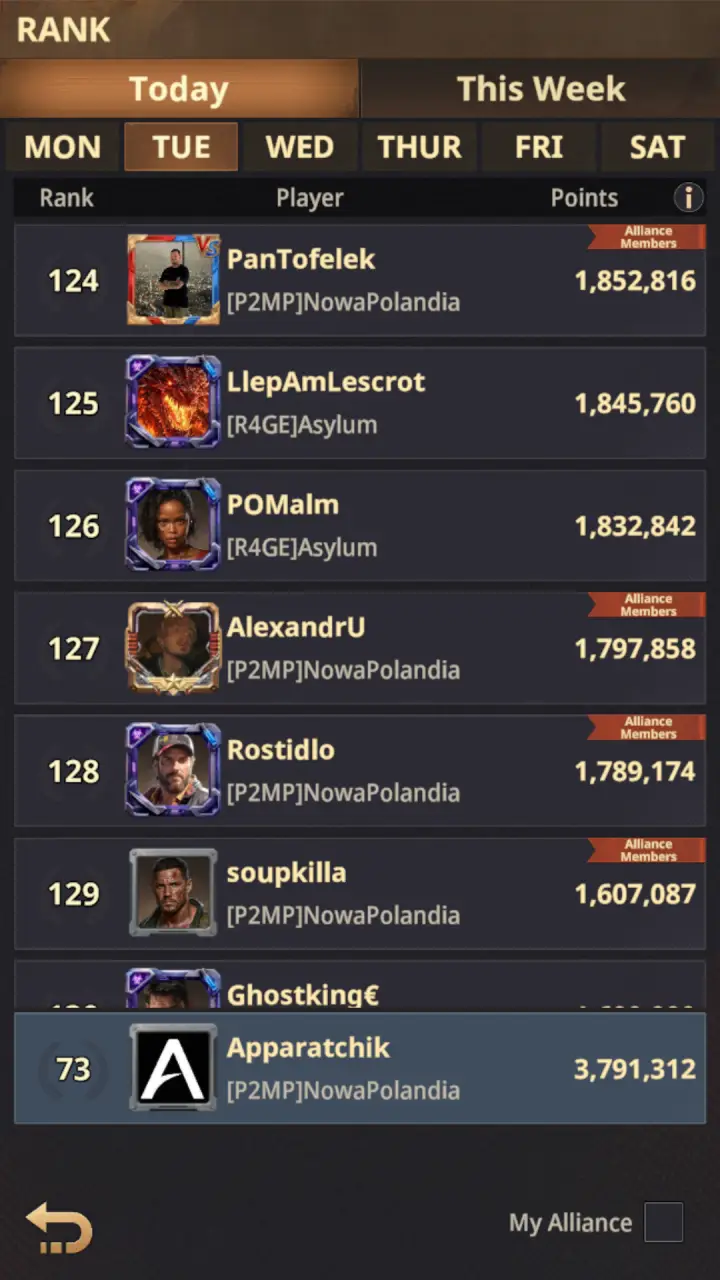 RANK
Today
This Week
MON
TUE
WED
THUR
FRI
SAT
Rank
Player
Points
Alliance
Members
124
PanTofelek
[P2MP]NowaPolandia
1,852,816
125
LlepAmLescrot
[R4GE]Asylum
1,845,760
126
POMalm
[R4GE]Asylum
1,832,842
Alliance
Members
127
AlexandrU
[P2MP]NowaPolandia
1,797,858
Alliance
Members
128
Rostidlo
[P2MP]NowaPolandia
1,789,174
Alliance
Members
129
soupkilla
[P2MP]NowaPolandia
1,607,087
Ghostking€
73
Apparatchik
[P2MP]NowaPolandia
3,791,312
My Alliance